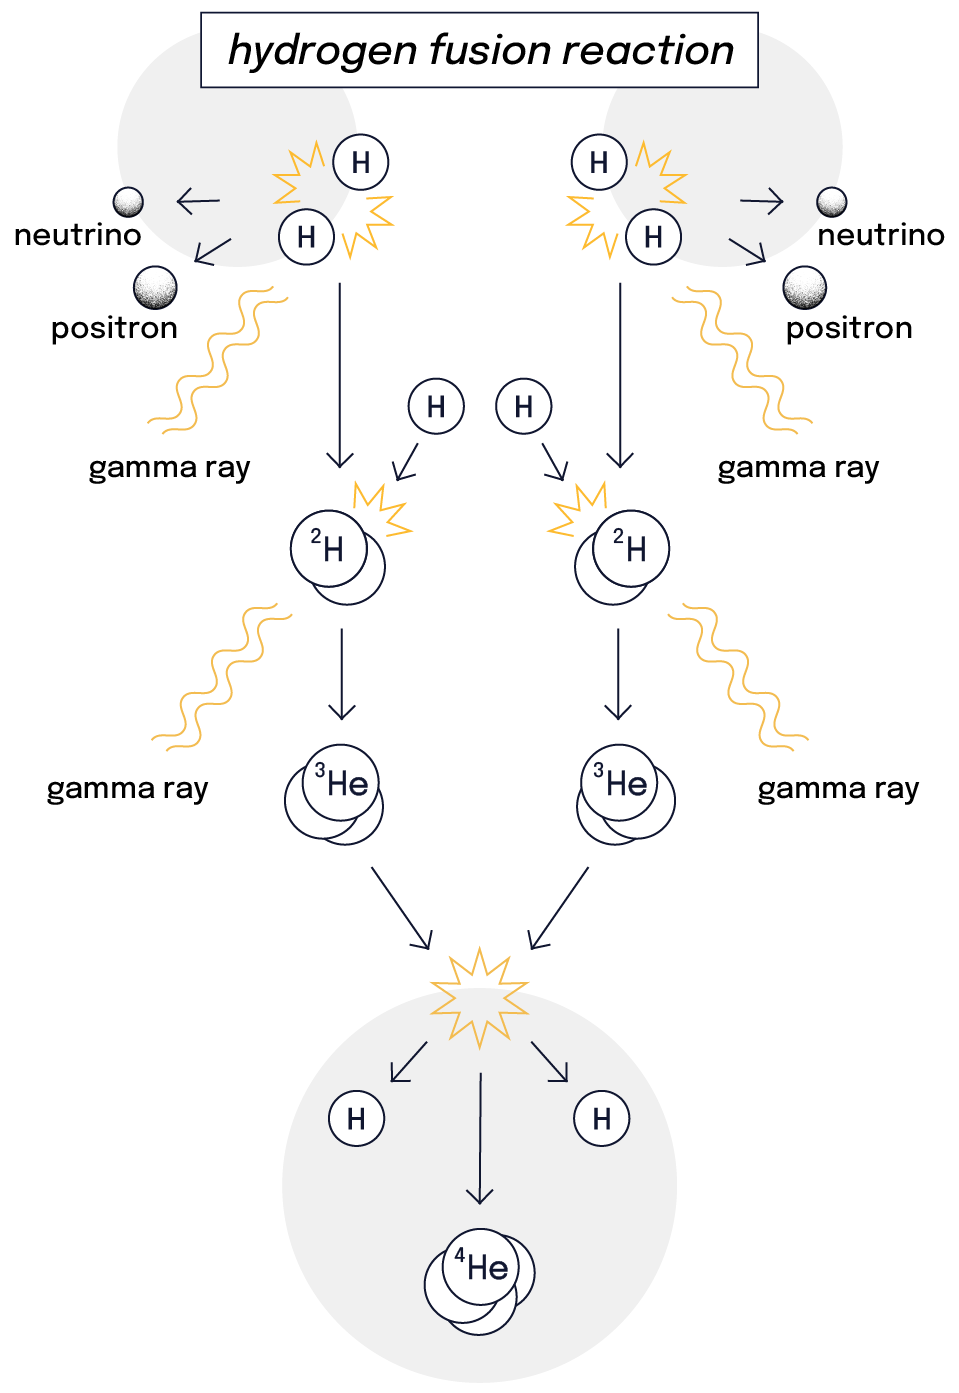 hydrogen fusion reaction
H
H
H
H
neutrino
neutrino
positron
positron
H
H
gamma ray
gamma ray
²H
²H
³He
³He
gamma ray
gamma ray
H
H
⁴He